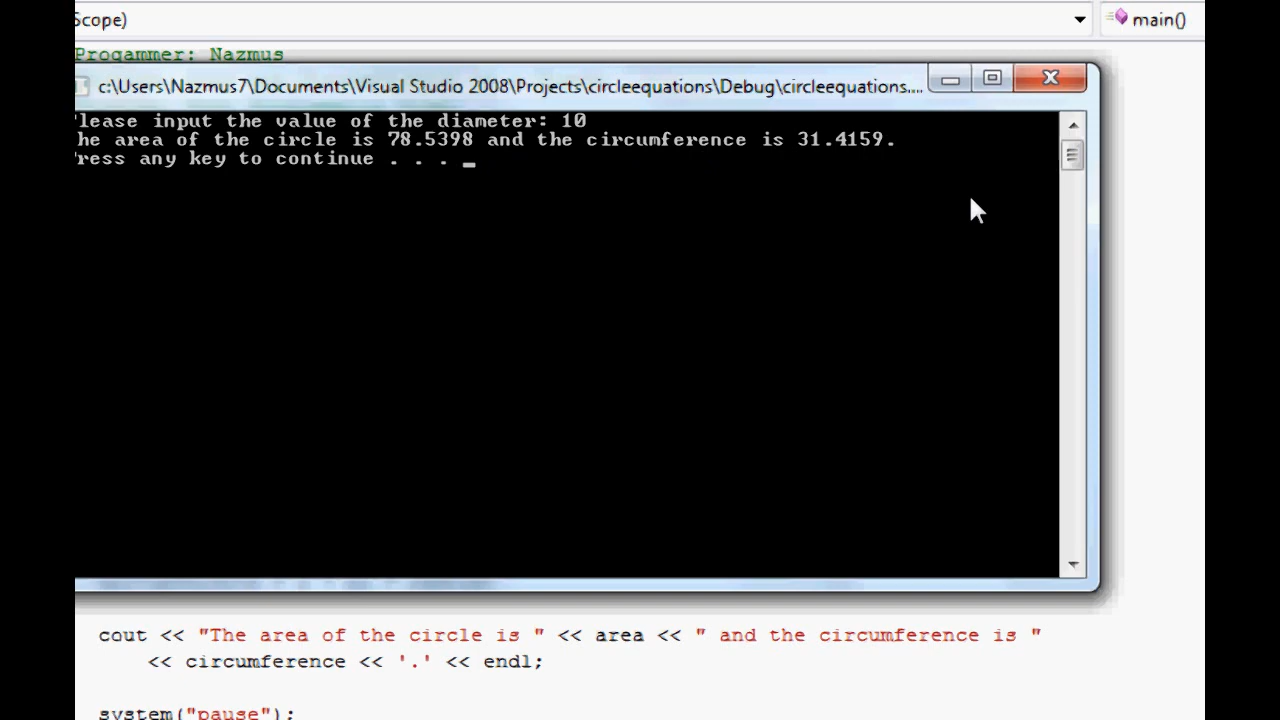 Scope)
main()
Progammer: Nazmus
c:\Users\Nazmus7\Documents\Visual Studio 2008\Projects\circleequations\Debug\circleequations....
lease input the value of the diameter: 10
he area of the circle is 78.5398 and the circumference is 31.4159.
ress any key to continue . . . _
cout << "The area of the circle is " << area << " and the circumference is "
<< circumference << '.' << endl;
system("pause");